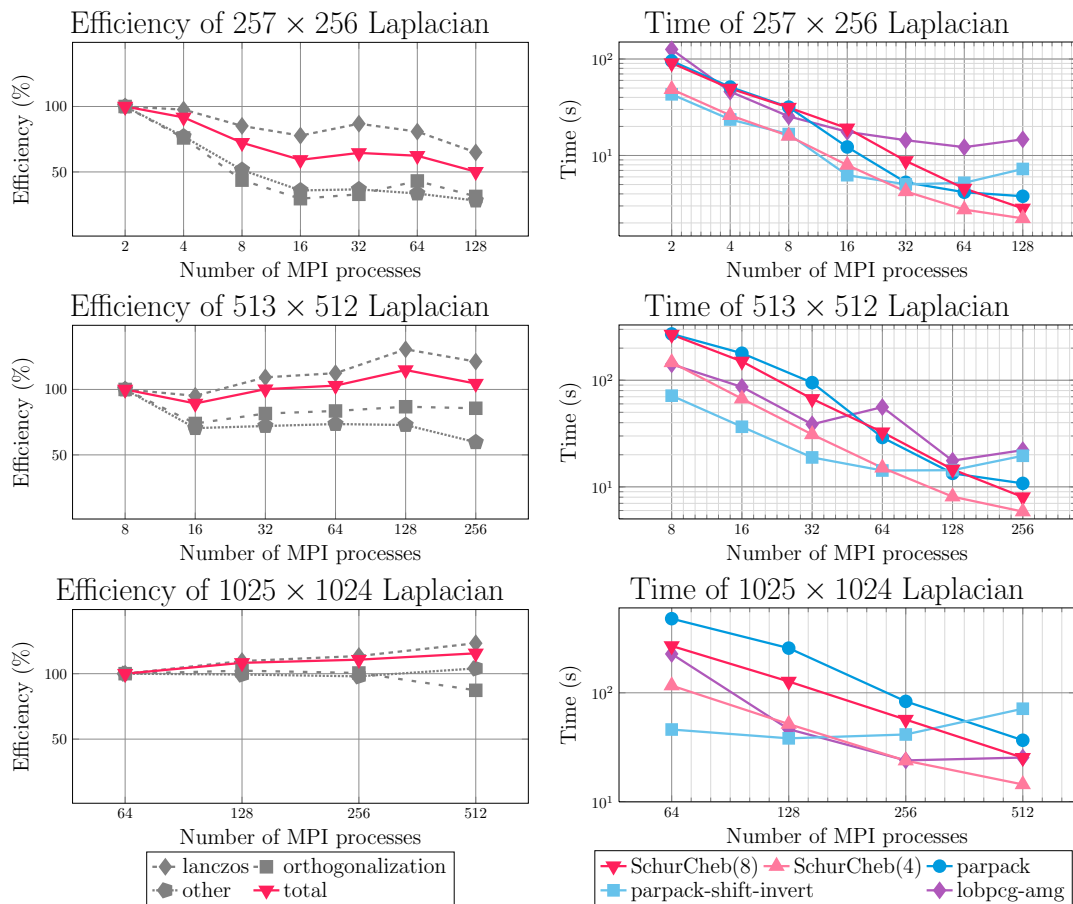 Efficiency of 257 × 256 Laplacian
Efficiency (%)
100
50
2 4 8 16 32 64 128
Number of MPI processes
Time of 257 × 256 Laplacian
Time (s)
10²
10¹
2 4 8 16 32 64 128
Number of MPI processes
Efficiency of 513 × 512 Laplacian
Efficiency (%)
100
50
8 16 32 64 128 256
Number of MPI processes
Time of 513 × 512 Laplacian
Time (s)
10²
10¹
8 16 32 64 128 256
Number of MPI processes
Efficiency of 1025 × 1024 Laplacian
Efficiency (%)
100
50
64 128 256 512
Number of MPI processes
Time of 1025 × 1024 Laplacian
Time (s)
10²
10¹
64 128 256 512
Number of MPI processes
lanczos orthogonalization
other total
SchurCheb(8) SchurCheb(4) parpack
parpack-shift-invert lobpcg-amg